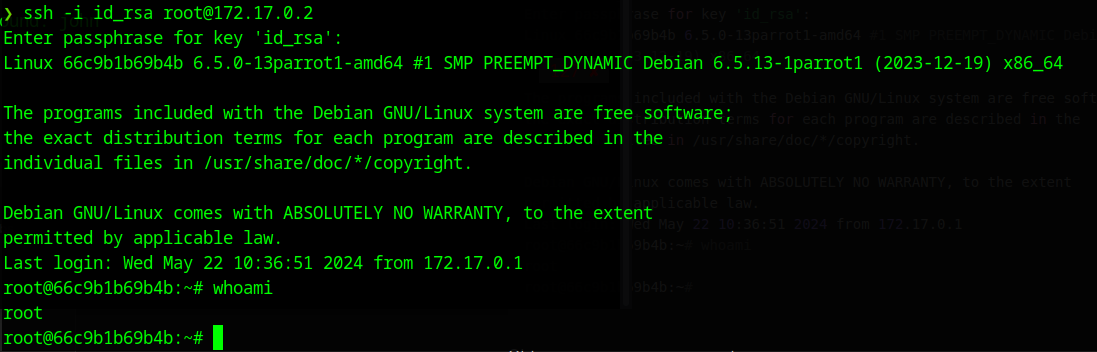 ❯ ssh -i id_rsa root@172.17.0.2
Enter passphrase for key 'id_rsa':
Linux 66c9b1b69b4b 6.5.0-13parrot1-amd64 #1 SMP PREEMPT_DYNAMIC Debian 6.5.13-1parrot1 (2023-12-19) x86_64
The programs included with the Debian GNU/Linux system are free software;
the exact distribution terms for each program are described in the
individual files in /usr/share/doc/*/copyright.
Debian GNU/Linux comes with ABSOLUTELY NO WARRANTY, to the extent
permitted by applicable law.
Last login: Wed May 22 10:36:51 2024 from 172.17.0.1
root@66c9b1b69b4b:~# whoami
root
root@66c9b1b69b4b:~#
rase for key 'id_rsa':
69b4b 6.5.0-13parrot1-amd64 #1 SMP PREEMPT_DYNAMIC Debi
included with the Debian GNU/Linux system are free soft
terms for each program are described in the
in /usr/share/doc/*/copyright.
nux comes with ABSOLUTELY NO WARRANTY, to the extent
applicable law.
ed May 22 10:36:51 2024 from 172.17.0.1
69b4b:~# whoami
69b4b:~#